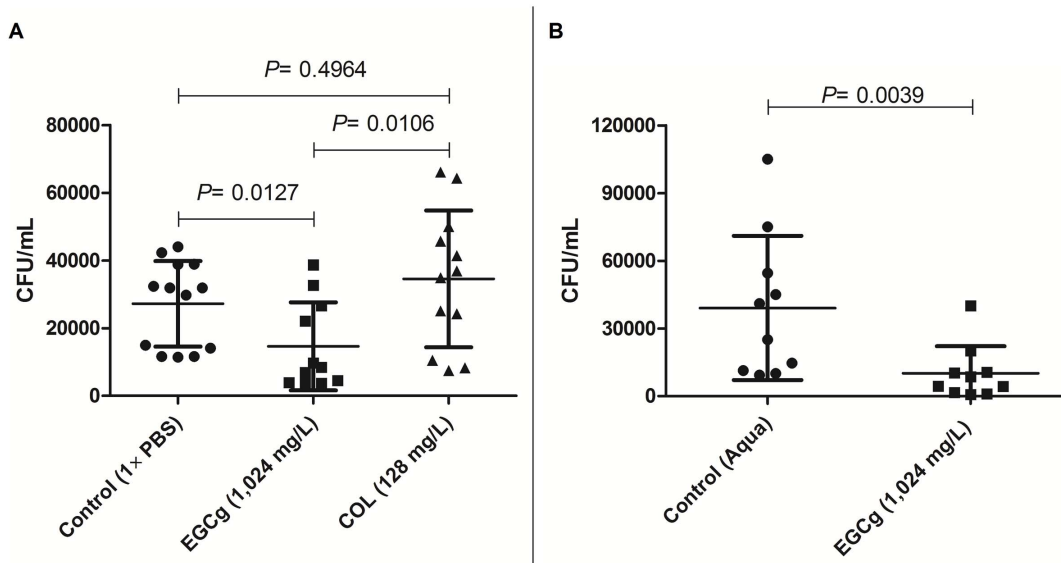 A
P= 0.4964
P= 0.0106
P= 0.0127
CFU/mL
80000
60000
40000
20000
0
Control (1× PBS)
EGCg (1,024 mg/L)
COL (128 mg/L)
B
P= 0.0039
CFU/mL
120000
90000
60000
30000
0
Control (Aqua)
EGCg (1,024 mg/L)